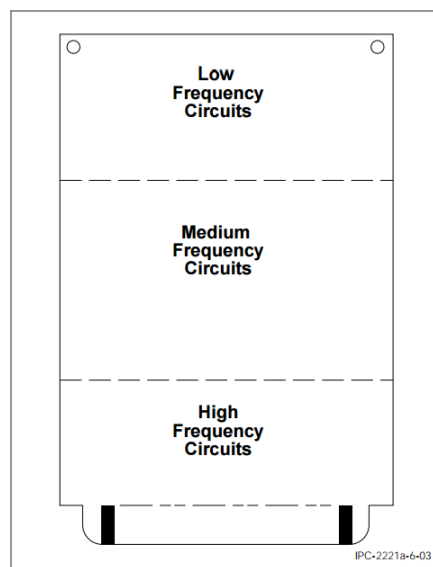 Low
Frequency
Circuits
Medium
Frequency
Circuits
High
Frequency
Circuits
IPC-2221a-6-03